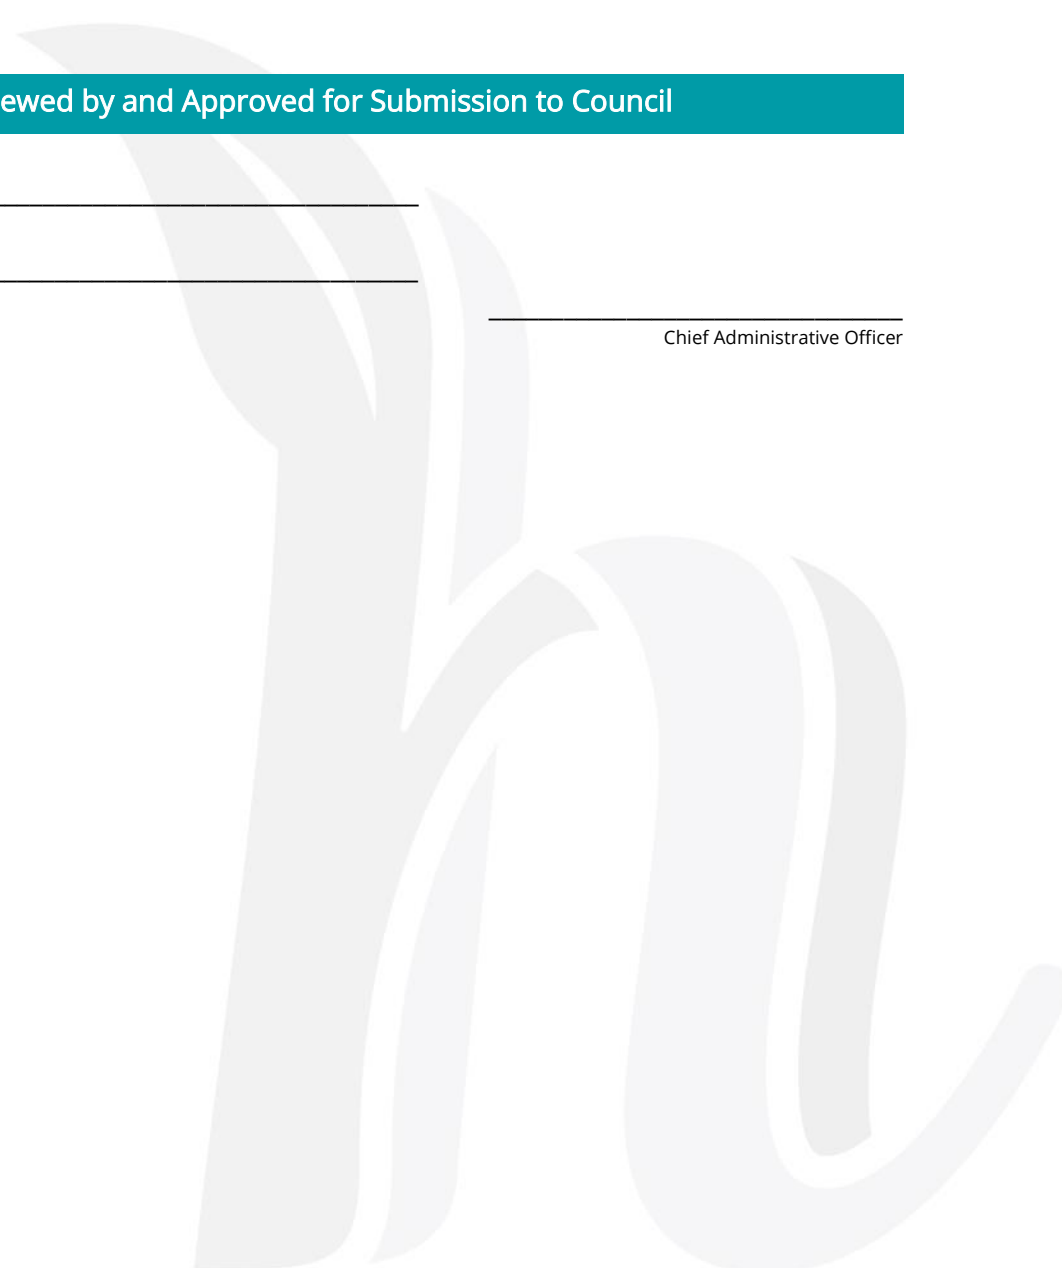 ewed by and Approved for Submission to Council
Chief Administrative Officer